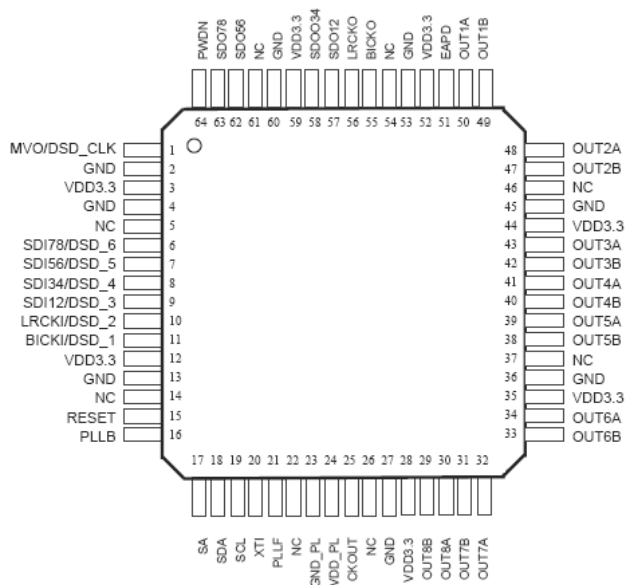 PWDN SDO78 SDO56 NC GND VDD3.3 SDOO34 SDO12 LRCKO BICKO NC GND VDD3.3 EAPD OUT1A OUT1B
64 63 62 61 60 59 58 57 56 55 54 53 52 51 50 49
MVO/DSD_CLK 1 48 OUT2A
GND 2 47 OUT2B
VDD3.3 3 46 NC
GND 4 45 GND
NC 5 44 VDD3.3
SDI78/DSD_6 6 43 OUT3A
SDI56/DSD_5 7 42 OUT3B
SDI34/DSD_4 8 41 OUT4A
SDI12/DSD_3 9 40 OUT4B
LRCKI/DSD_2 10 39 OUT5A
BICKI/DSD_1 11 38 OUT5B
VDD3.3 12 37 NC
GND 13 36 GND
NC 14 35 VDD3.3
RESET 15 34 OUT6A
PLLB 16 33 OUT6B
17 18 19 20 21 22 23 24 25 26 27 28 29 30 31 32
SA SDA SCL XTI PLLF NC GND_PL VDD_PL CKOUT NC GND VDD3.3 OUT8B OUT8A OUT7B OUT7A